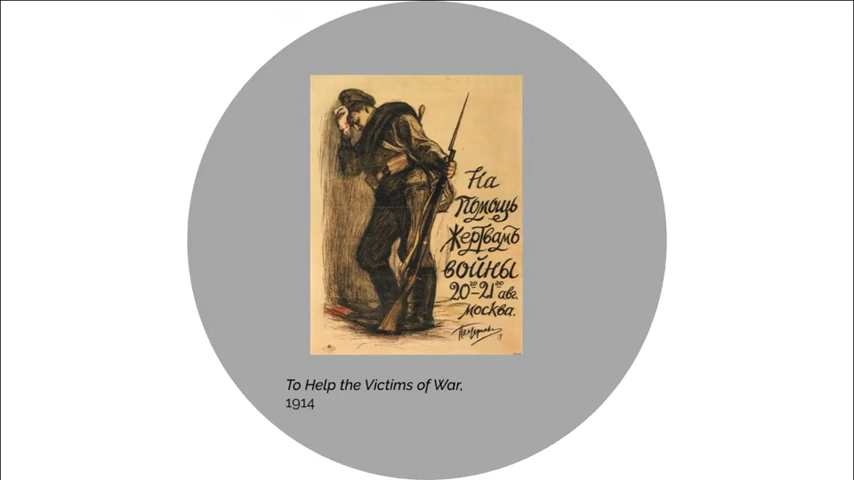 На
Помощь
Жертвамъ
войны
20го-21го авг.
Москва.
To Help the Victims of War,
1914